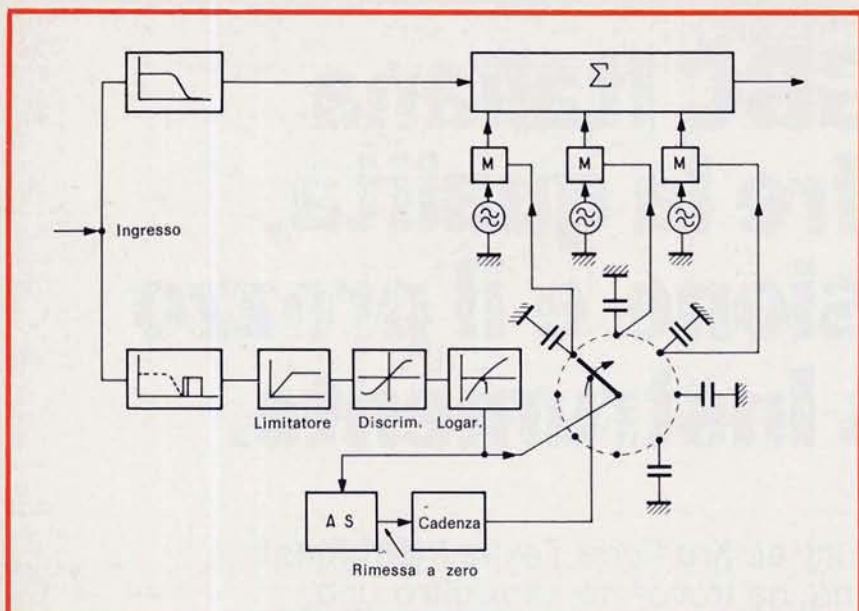 Σ
M
M
M
Ingresso
Limitatore
Discrim.
Logar.
A S
Cadenza
Rimessa a zero